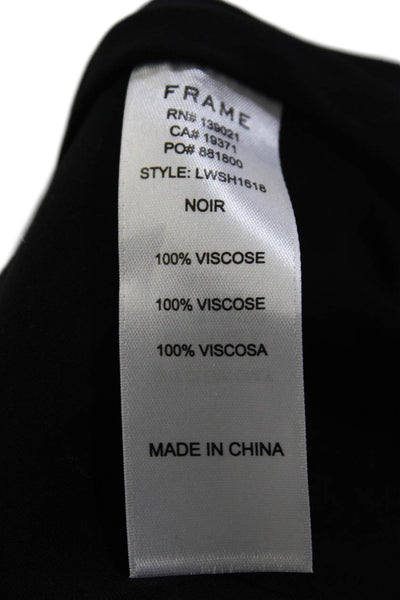 FRAME
RN# 139021
CA# 19371
PO# 881800
STYLE: LWSH1618
NOIR
100% VISCOSE
100% VISCOSE
100% VISCOSA
MADE IN CHINA